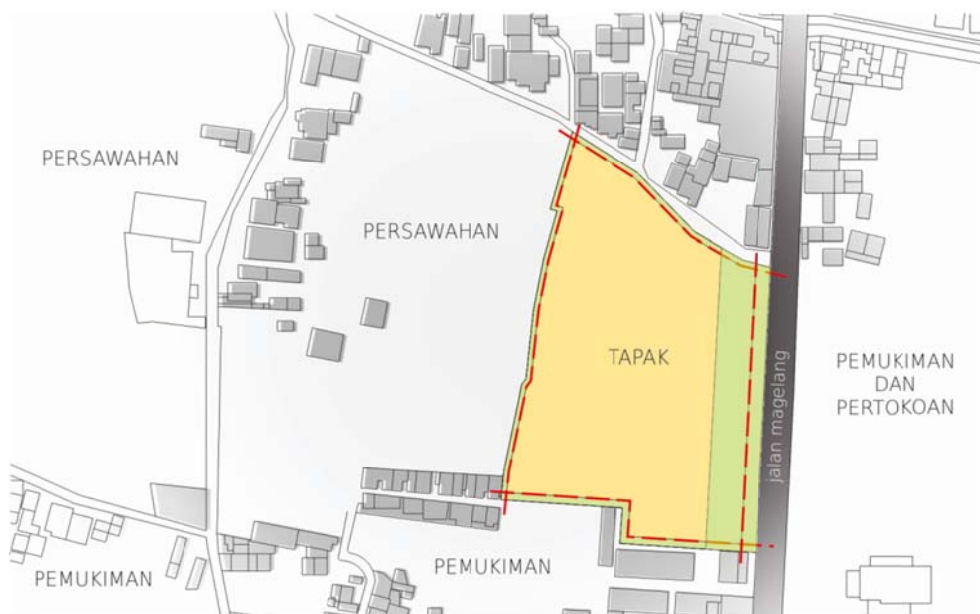 PERSAWAHAN
PERSAWAHAN
TAPAK
jalan magelang
PEMUKIMAN
DAN
PERTOKOAN
PEMUKIMAN
PEMUKIMAN